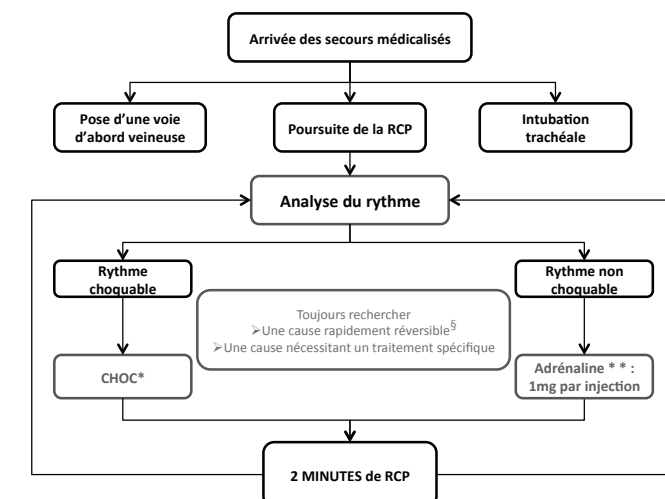 Arrivée des secours médicalisés
Pose d'une voie
d'abord veineuse
Poursuite de la RCP
Intubation
trachéale
Analyse du rythme
Rythme
choquable
Rythme non
choquable
Toujours rechercher
➢Une cause rapidement réversible§
➢Une cause nécessitant un traitement spécifique
CHOC*
Adrénaline * * :
1mg par injection
2 MINUTES de RCP